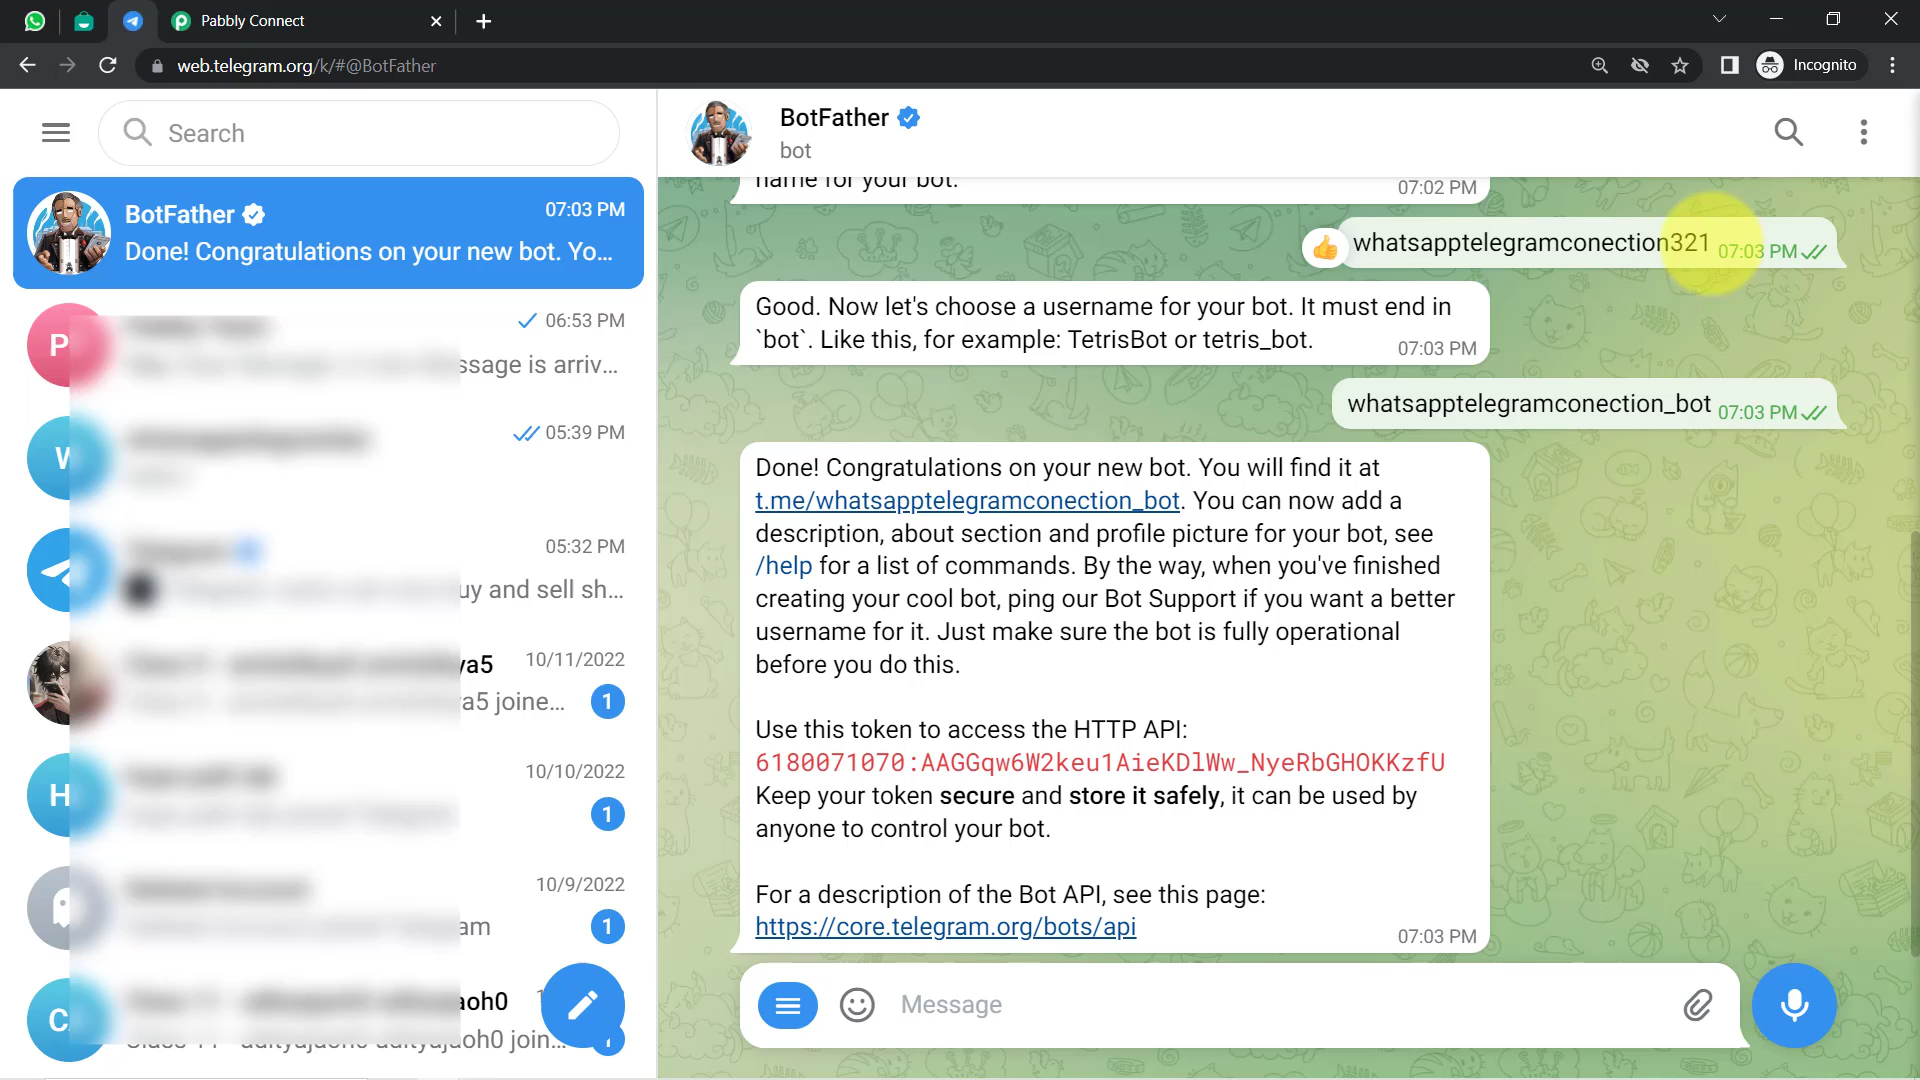 Pabbly Connect
web.telegram.org/k/#@BotFather
Incognito
Search
BotFather
07:03 PM
Done! Congratulations on your new bot. Yo...
P
06:53 PM
ssage is arriv...
W
05:39 PM
05:32 PM
uy and sell sh...
ya5
10/11/2022
a5 joine...
1
H
10/10/2022
1
10/9/2022
am
1
C
aoh0
join...
BotFather
bot
name for your bot.
07:02 PM
whatsapptelegramconection321
07:03 PM
Good. Now let's choose a username for your bot. It must end in
`bot`. Like this, for example: TetrisBot or tetris_bot.
07:03 PM
whatsapptelegramconection_bot
07:03 PM
Done! Congratulations on your new bot. You will find it at
t.me/whatsapptelegramconection_bot. You can now add a
description, about section and profile picture for your bot, see
/help for a list of commands. By the way, when you've finished
creating your cool bot, ping our Bot Support if you want a better
username for it. Just make sure the bot is fully operational
before you do this.
Use this token to access the HTTP API:
6180071070:AAGGqw6W2keu1AieKDlWw_NyeRbGHOKKzfU
Keep your token secure and store it safely, it can be used by
anyone to control your bot.
For a description of the Bot API, see this page:
https://core.telegram.org/bots/api
07:03 PM
Message